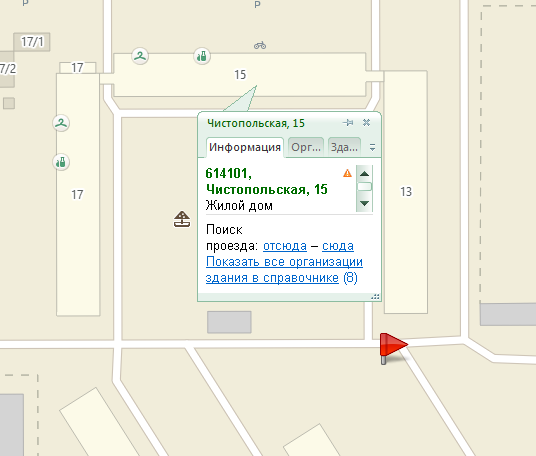 P
P
17/1
17/2
17
15
Чистопольская, 15
Информация
Орг...
Зда...
614101,
Чистопольская, 15
Жилой дом
17
13
Поиск
проезда: отсюда – сюда
Показать все организации
здания в справочнике (8)